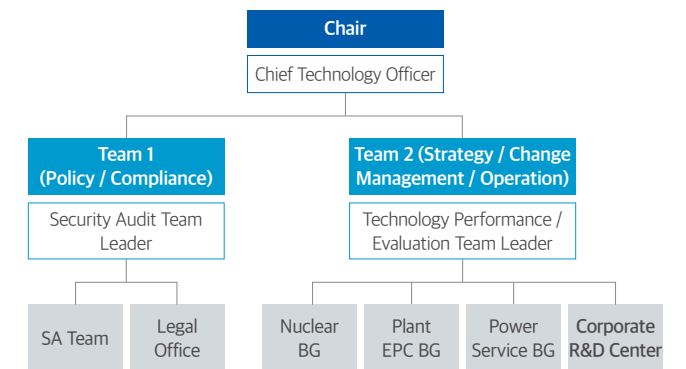 Chair
Chief Technology Officer
Team 1
(Policy / Compliance)
Security Audit Team
Leader
Team 2 (Strategy / Change
Management / Operation)
Technology Performance /
Evaluation Team Leader
SA Team
Legal
Office
Nuclear
BG
Plant
EPC BG
Power
Service BG
Corporate
R&D Center